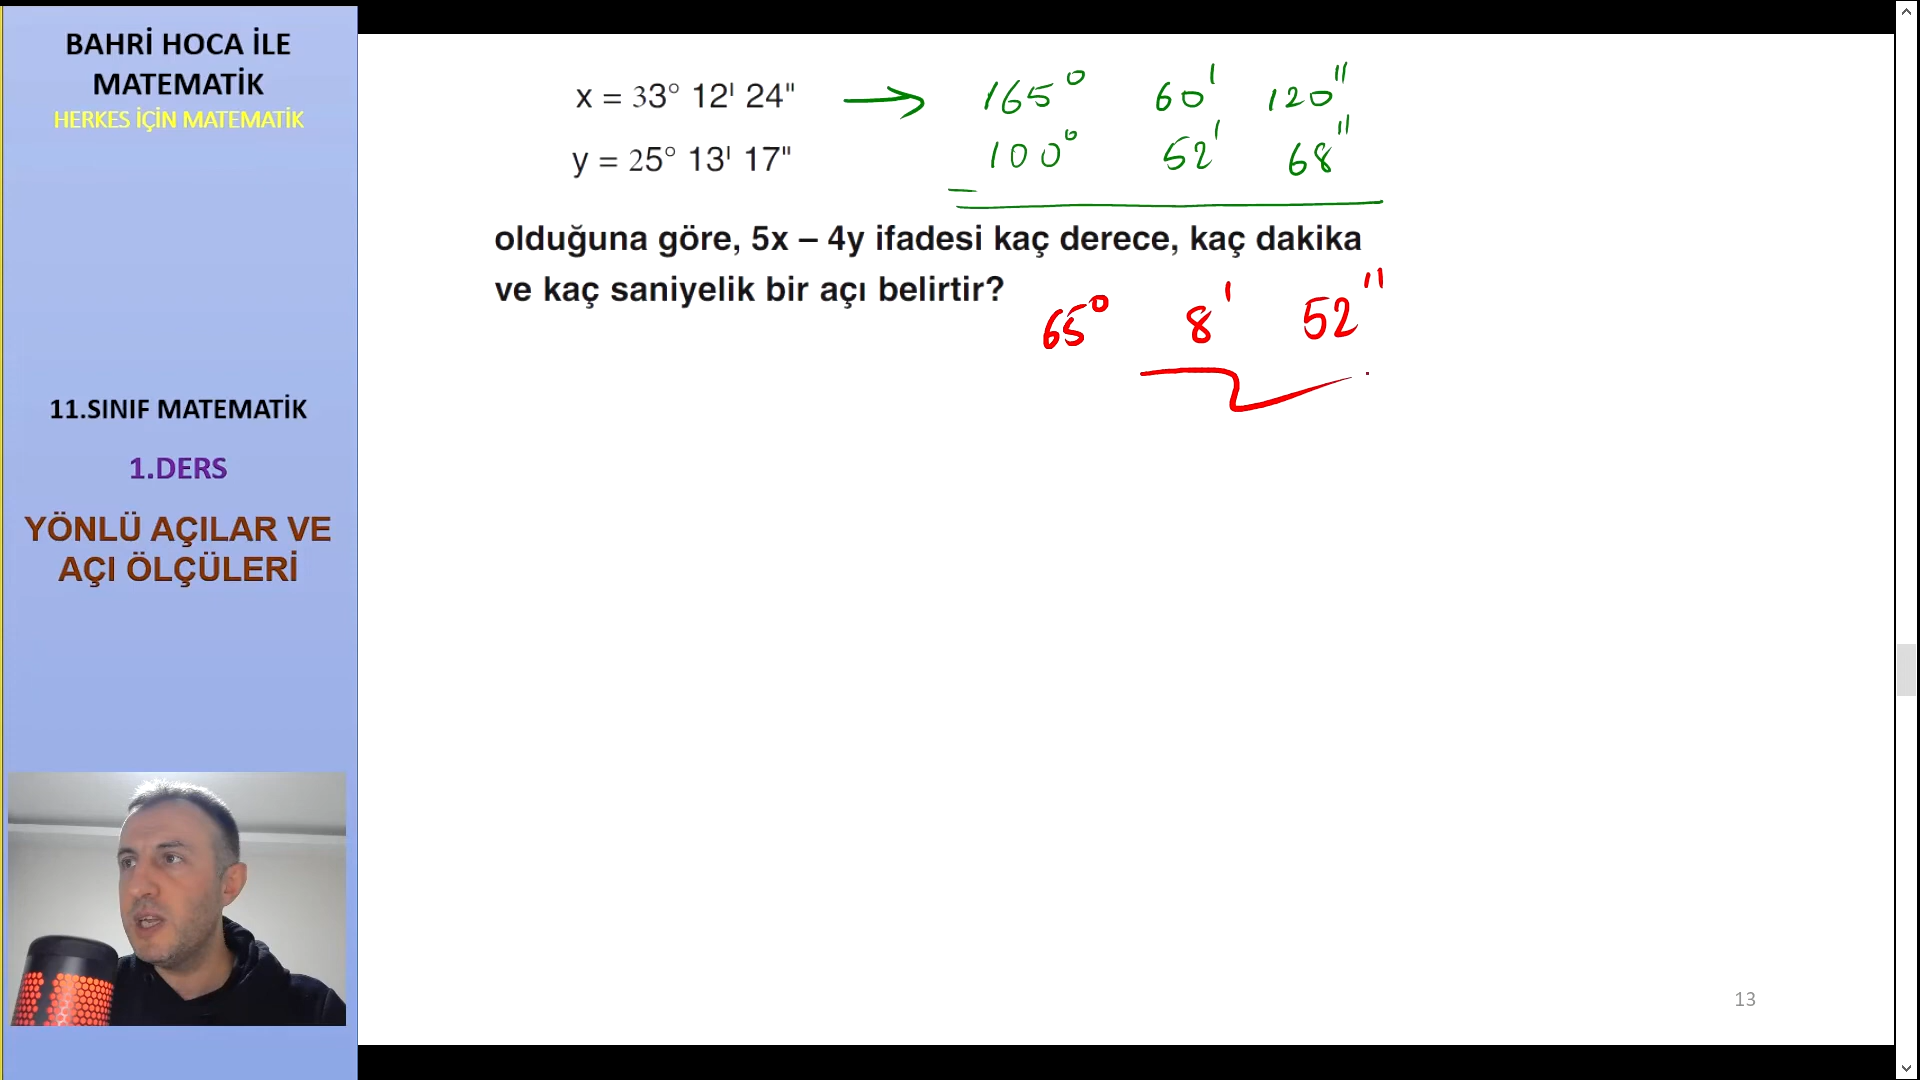 BAHRİ HOCA İLE
MATEMATİK
HERKES İÇİN MATEMATİK
11.SINIF MATEMATİK
1.DERS
YÖNLÜ AÇILAR VE
AÇI ÖLÇÜLERİ
x = 33° 12' 24" → 165° 60' 120"
y = 25° 13' 17" 100° 52' 68"
olduğuna göre, 5x – 4y ifadesi kaç derece, kaç dakika
ve kaç saniyelik bir açı belirtir?
65° 8' 52"
13